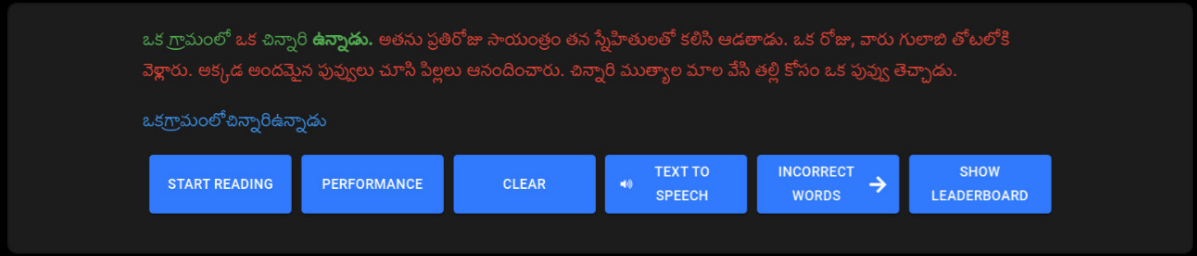 ఒక గ్రామంలో ఒక చిన్నారి ఉన్నాడు. అతను ప్రతిరోజు సాయంత్రం తన స్నేహితులతో కలిసి ఆడతాడు. ఒక రోజు, వారు గులాబి తోటలోకి
వెళ్లారు. అక్కడ అందమైన పువ్వులు చూసి పిల్లలు ఆనందించారు. చిన్నారి ముత్యాల మాల వేసి తల్లి కోసం ఒక పువ్వు తెచ్చాడు.
ఒకగ్రామంలోచిన్నారిఉన్నాడు
START READING
PERFORMANCE
CLEAR
TEXT TO
SPEECH
INCORRECT
WORDS
SHOW
LEADERBOARD